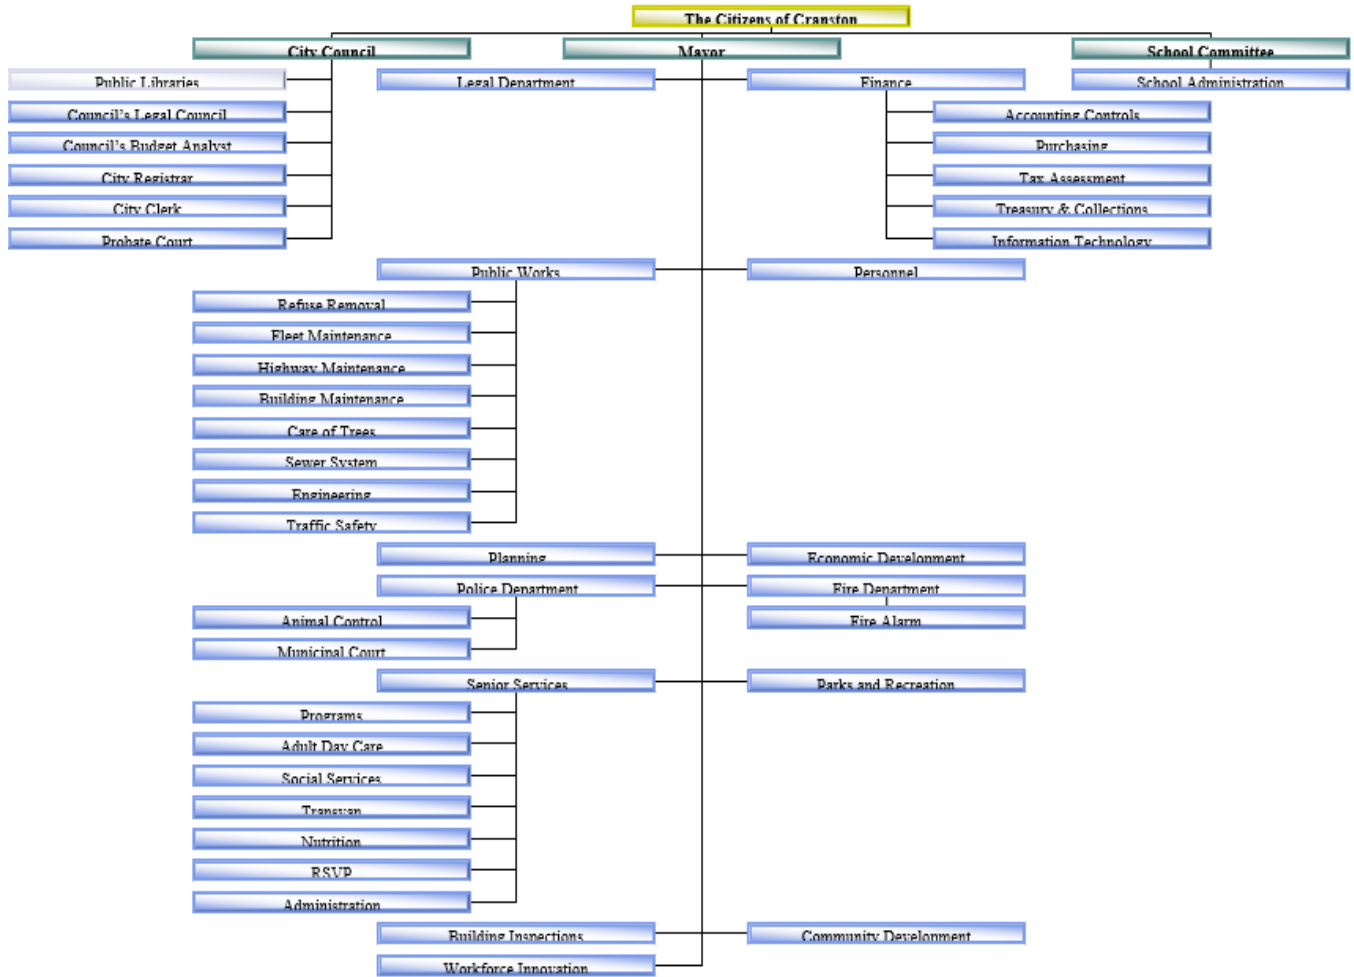 The Citizens of Cranston
City Council
Mayor
School Committee
Public Libraries
Legal Department
Finance
School Administration
Council's Legal Council
Accounting Controls
Council's Budget Analyst
Purchasing
City Registrar
Tax Assessment
City Clerk
Treasury & Collections
Probate Court
Information Technology
Public Works
Personnel
Refuse Removal
Fleet Maintenance
Highway Maintenance
Building Maintenance
Care of Trees
Sewer System
Engineering
Traffic Safety
Planning
Economic Development
Police Department
Fire Department
Animal Control
Fire Alarm
Municipal Court
Senior Services
Parks and Recreation
Programs
Adult Day Care
Social Services
Transvan
Nutrition
RSVP
Administration
Building Inspections
Community Development
Workforce Innovation